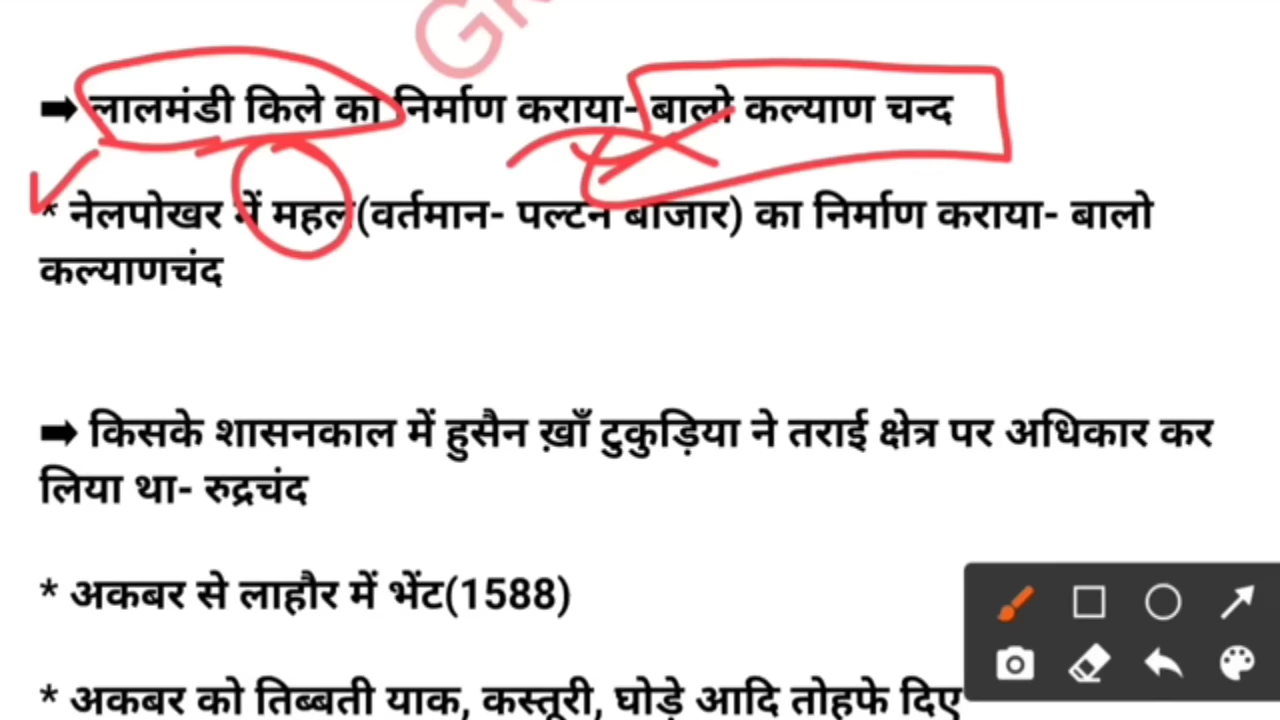 ➡ लालमंडी किले का निर्माण कराया- बालो कल्याण चन्द
* नेलपोखर में महल(वर्तमान- पल्टन बाजार) का निर्माण कराया- बालो
कल्याणचंद
➡ किसके शासनकाल में हुसैन ख़ाँ टुकुड़िया ने तराई क्षेत्र पर अधिकार कर
लिया था- रुद्रचंद
* अकबर से लाहौर में भेंट(1588)
* अकबर को तिब्बती याक, कस्तूरी, घोड़े आदि तोहफे दिए